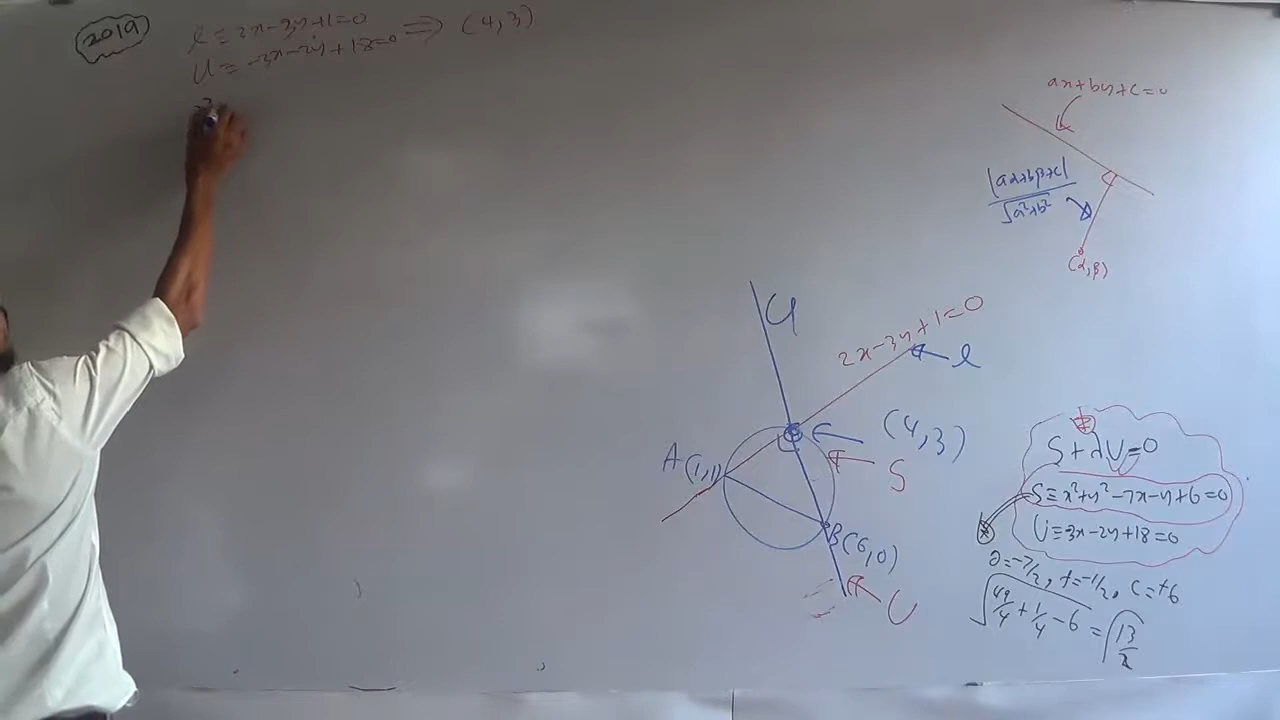 2019
l ≡ 2x-3y+1=0 ⟹ (4,3)
U ≡ -3x-2y+18=0
ax+by+c=0
|aα+bβ+c|
√a²+b²
(α,β)
U
2x-3y+1=0
l
(4,3)
S
A(1,1)
B(6,0)
U
S+λU=0
S≡x²+y²-7x-y+6=0
U≡3x-2y+18=0
g=-7/2, f=-1/2, c=+6
√49/4+1/4-6 = √13/2